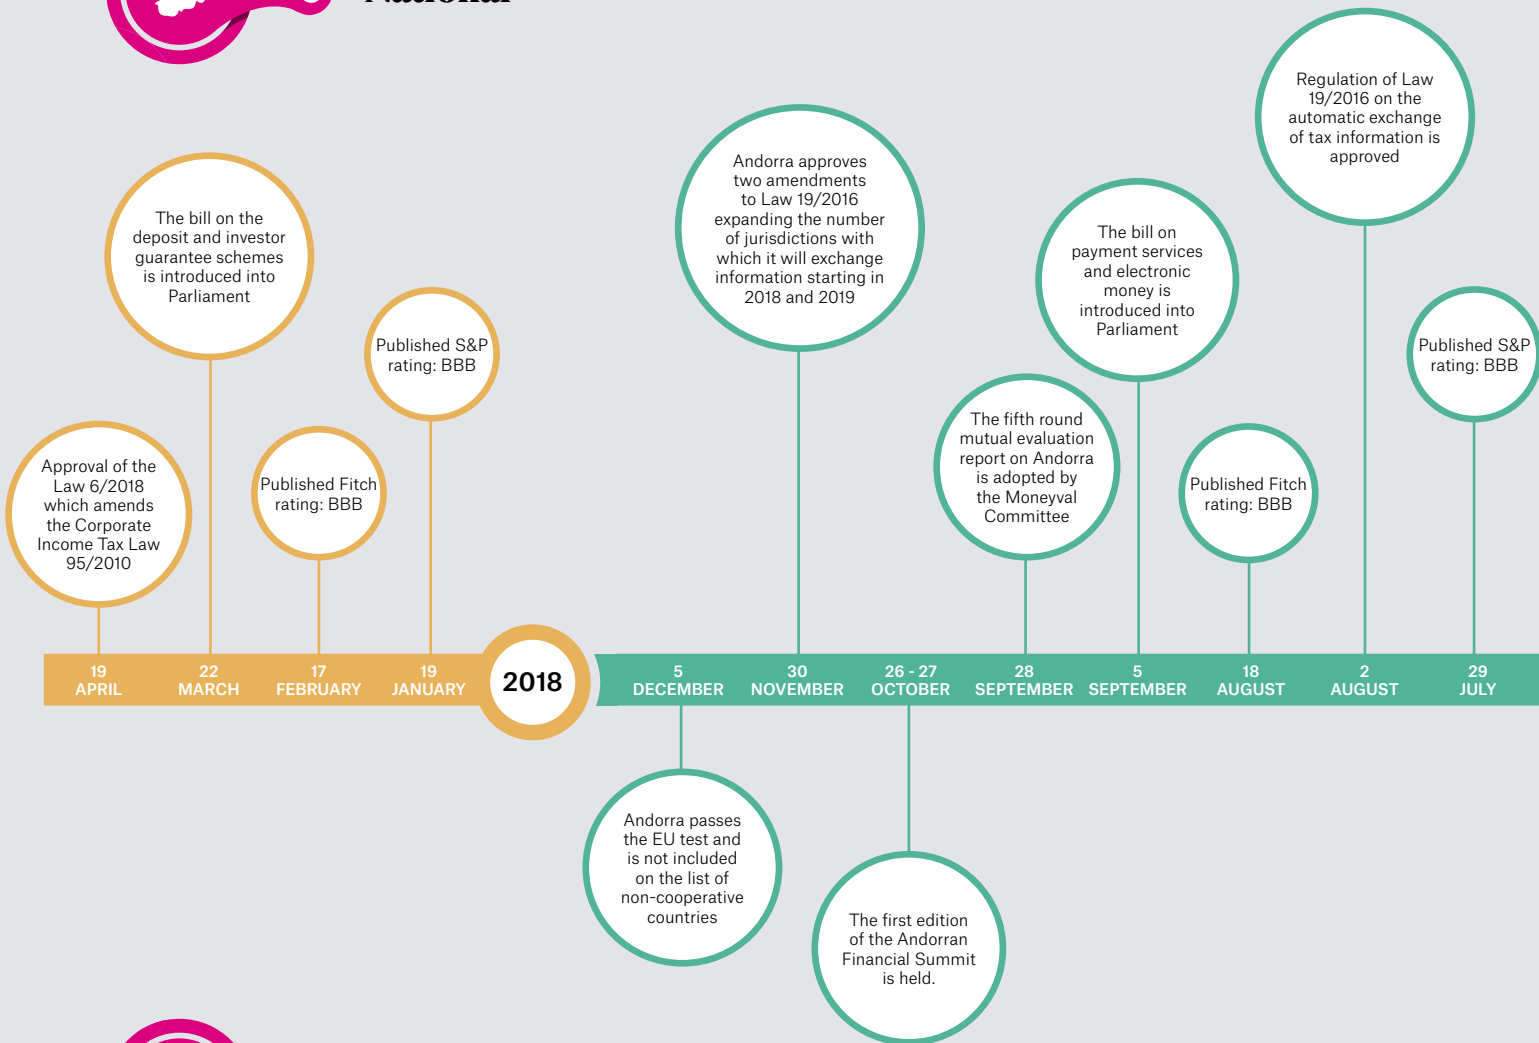 National
Regulation of Law
19/2016 on the
automatic exchange
of tax information is
approved
Andorra approves
two amendments
to Law 19/2016
expanding the number
of jurisdictions with
which it will exchange
information starting in
2018 and 2019
The bill on the
deposit and investor
guarantee schemes
is introduced into
Parliament
The bill on
payment services
and electronic
money is
introduced into
Parliament
Published S&P
rating: BBB
Published S&P
rating: BBB
The fifth round
mutual evaluation
report on Andorra
is adopted by
the Moneyval
Committee
Approval of the
Law 6/2018
which amends
the Corporate
Income Tax Law
95/2010
Published Fitch
rating: BBB
Published Fitch
rating: BBB
19
APRIL
22
MARCH
17
FEBRUARY
19
JANUARY
2018
5
DECEMBER
30
NOVEMBER
26 - 27
OCTOBER
28
SEPTEMBER
5
SEPTEMBER
18
AUGUST
2
AUGUST
29
JULY
Andorra passes
the EU test and
is not included
on the list of
non-cooperative
countries
The first edition
of the Andorran
Financial Summit
is held.